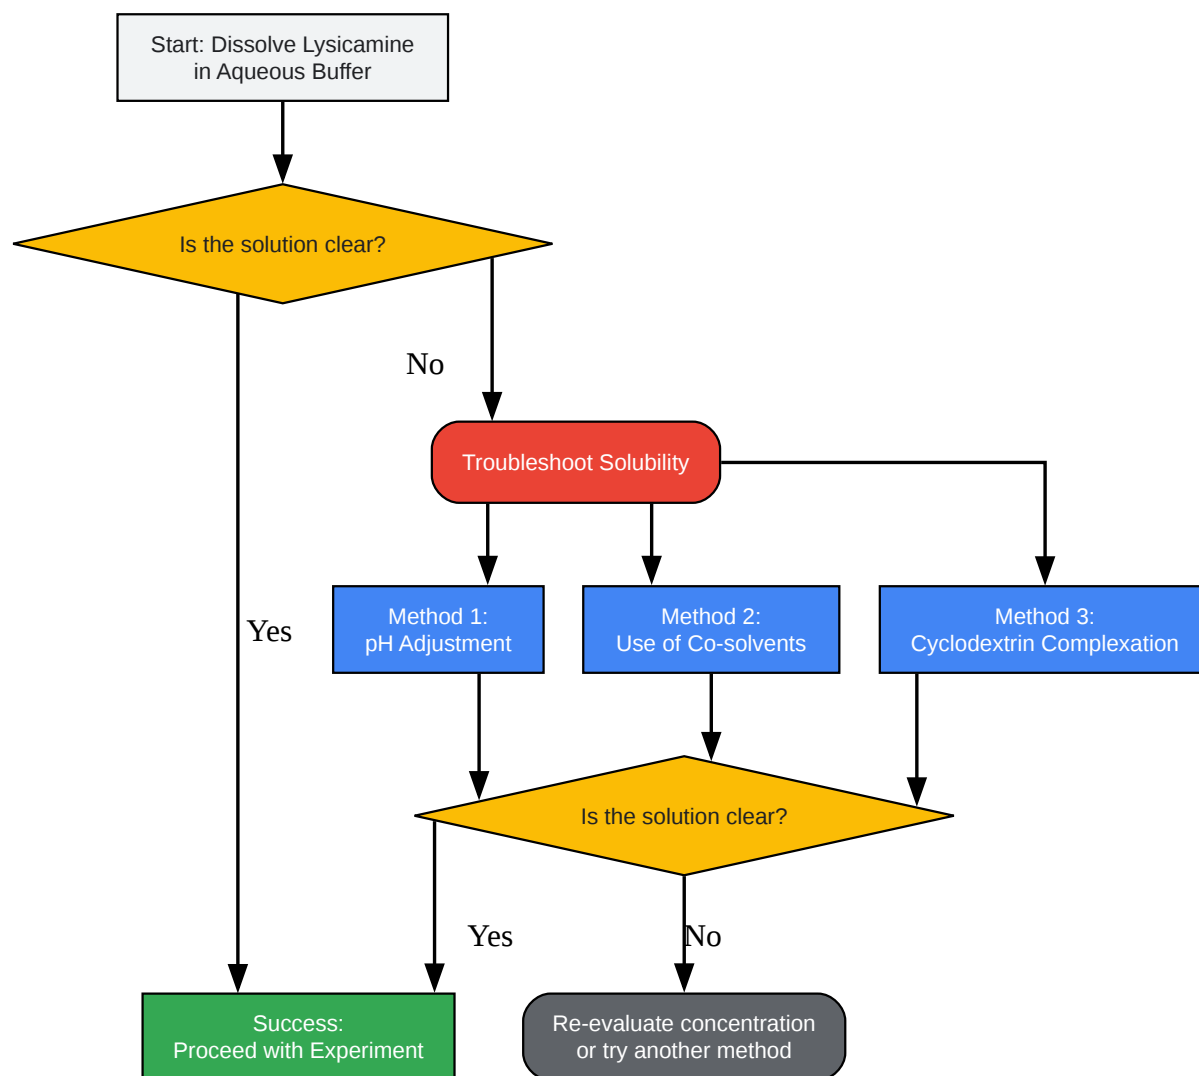 Start: Dissolve Lysicamine
in Aqueous Buffer
Is the solution clear?
No
Troubleshoot Solubility
Method 1:
pH Adjustment
Method 2:
Use of Co-solvents
Method 3:
Cyclodextrin Complexation
Yes
Is the solution clear?
Yes
No
Success:
Proceed with Experiment
Re-evaluate concentration
or try another method